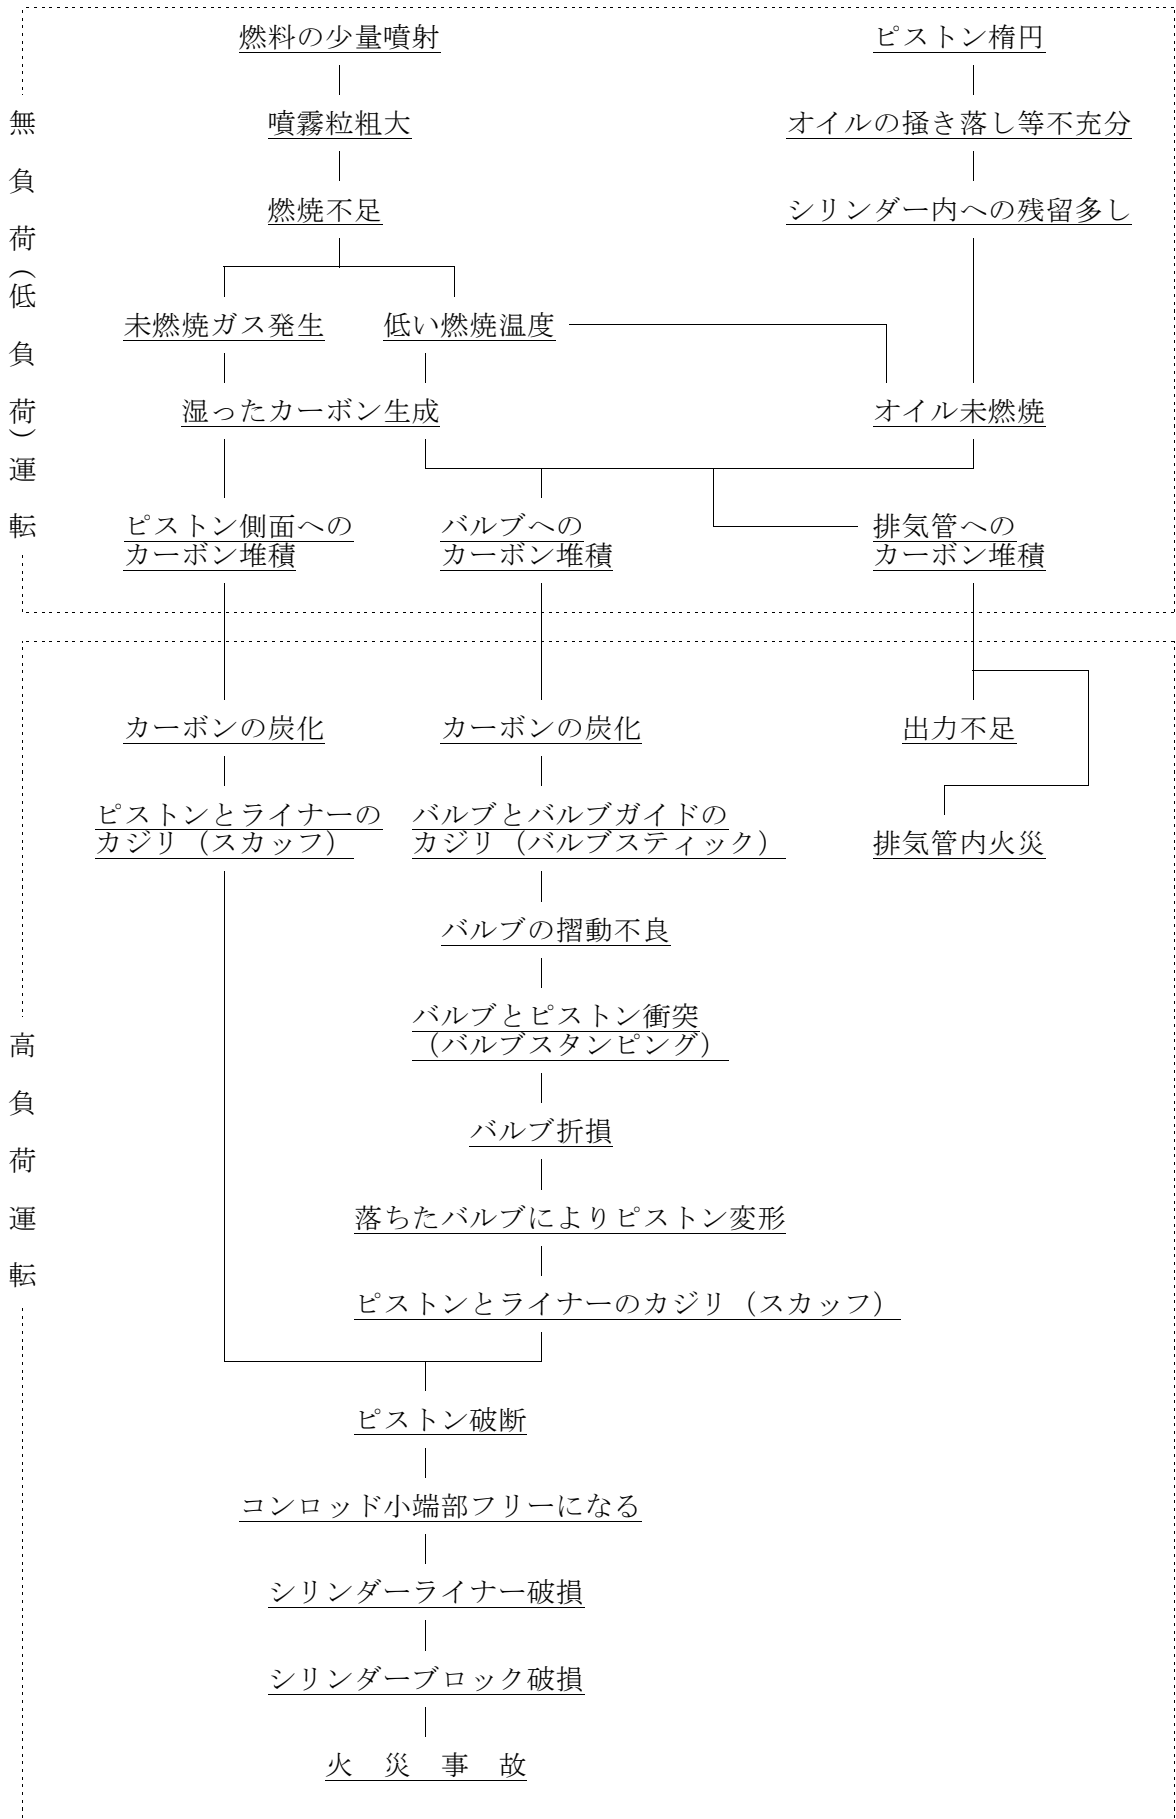 燃料の少量噴射
ピストン楕円
噴霧粒粗大
オイルの掻き落し等不充分
燃焼不足
シリンダー内への残留多し
未燃焼ガス発生
低い燃焼温度
湿ったカーボン生成
オイル未燃焼
ピストン側面への
カーボン堆積
バルブへの
カーボン堆積
排気管への
カーボン堆積
無負荷(低負荷)運転
カーボンの炭化
カーボンの炭化
出力不足
ピストンとライナーの
カジリ（スカッフ）
バルブとバルブガイドの
カジリ（バルブスティック）
排気管内火災
バルブの摺動不良
バルブとピストン衝突
（バルブスタンピング）
バルブ折損
落ちたバルブによりピストン変形
ピストンとライナーのカジリ（スカッフ）
ピストン破断
コンロッド小端部フリーになる
シリンダーライナー破損
シリンダーブロック破損
火　災　事　故
高負荷運転